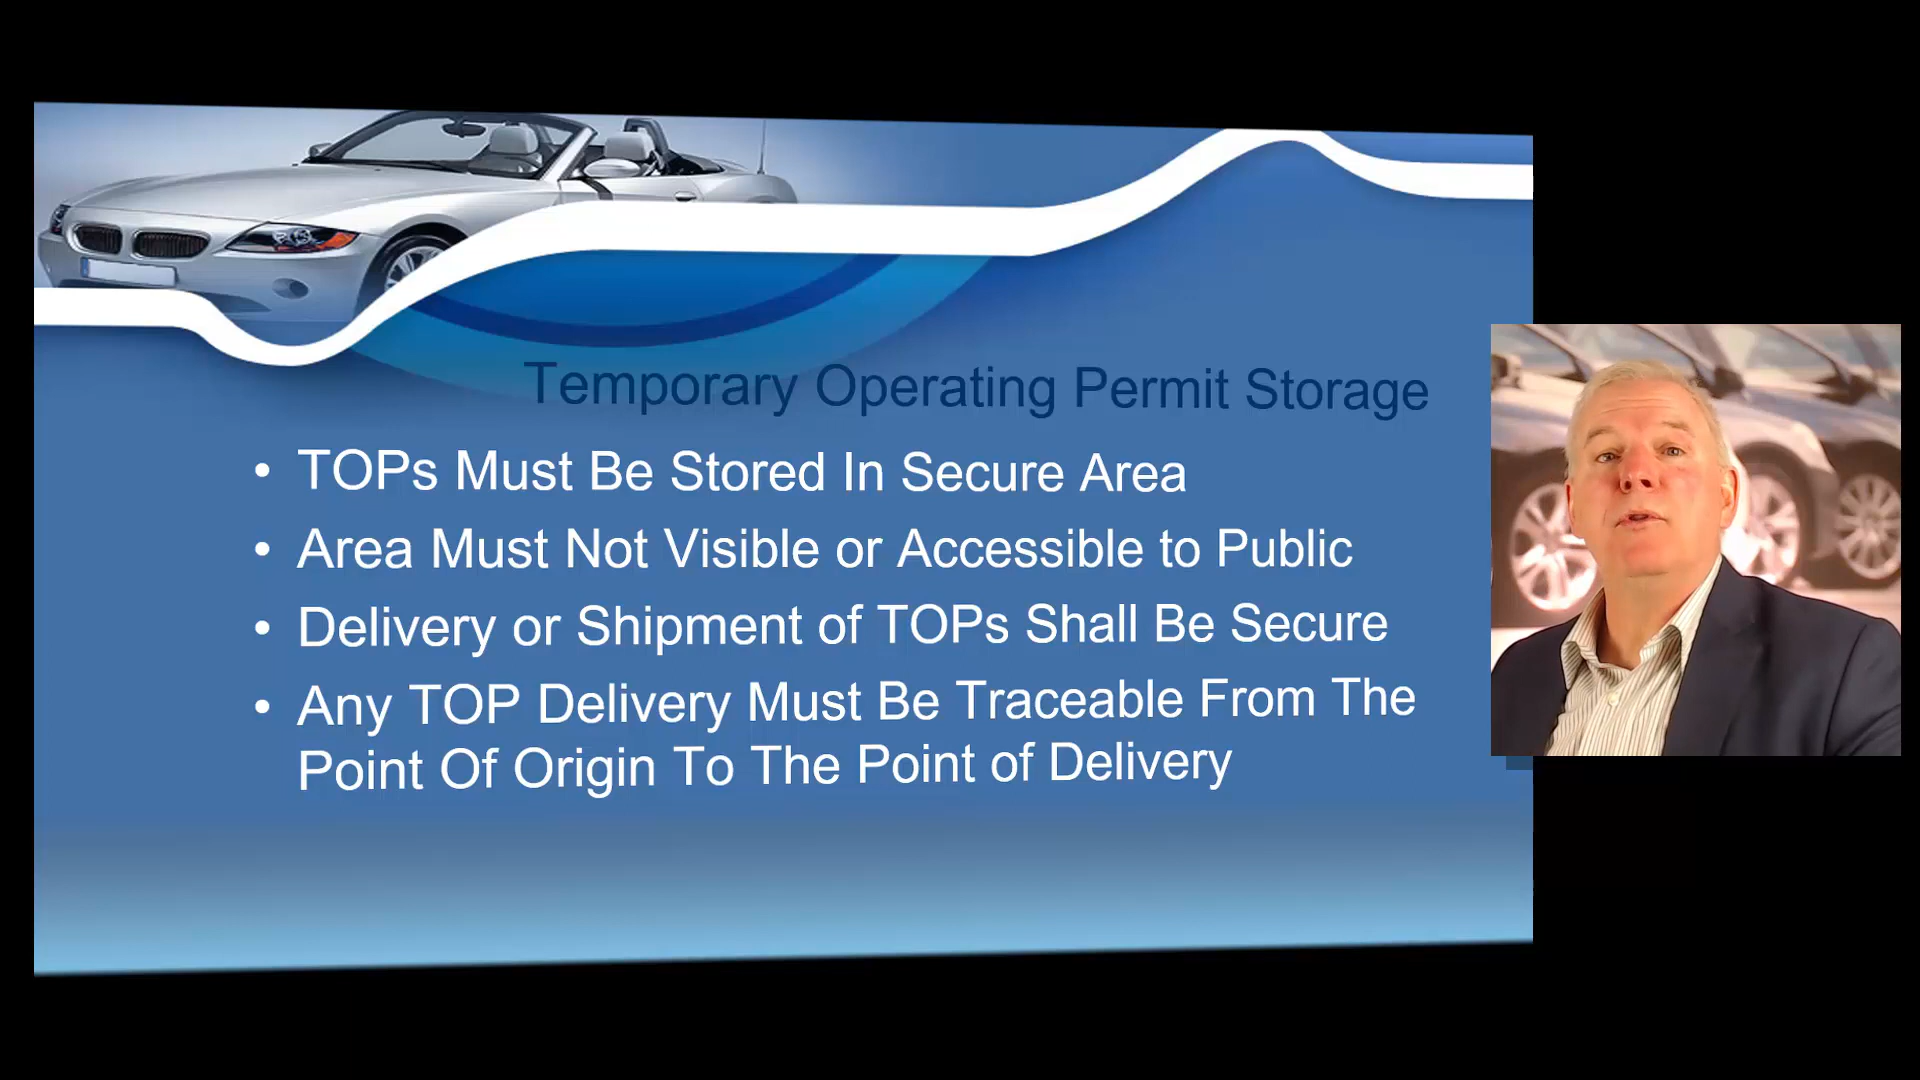 Temporary Operating Permit Storage
• TOPs Must Be Stored In Secure Area
• Area Must Not Visible or Accessible to Public
• Delivery or Shipment of TOPs Shall Be Secure
• Any TOP Delivery Must Be Traceable From The
Point Of Origin To The Point of Delivery